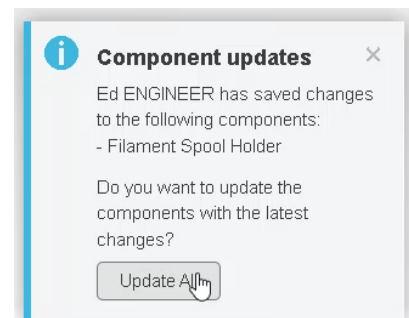 Component updates
Ed ENGINEER has saved changes
to the following components:
- Filament Spool Holder
Do you want to update the
components with the latest
changes?
Update All